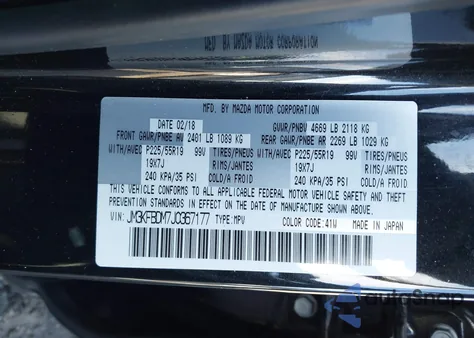 MFD. BY MAZDA MOTOR CORPORATION
DATE 02/18 GVWR/PNBV 4669 LB 2118 KG
FRONT GAWR/PNBE AV 2401 LB 1089 KG REAR GAWR/PNBE AR 2269 LB 1029 KG
WITH/AVEC P225/55R19 99V TIRES/PNEUS WITH/AVEC P225/55R19 99V TIRES/PNEUS
19X7J RIMS/JANTES 19X7J RIMS/JANTES
240 KPA/35 PSI COLD/A FROID 240 KPA/35 PSI COLD/A FROID
THIS VEHICLE CONFORMS TO ALL APPLICABLE FEDERAL MOTOR VEHICLE SAFETY AND THEFT
PREVENTION STANDARDS IN EFFECT ON THE DATE OF MANUFACTURE SHOWN ABOVE.
VIN: JM3KFBDM7J0367177 TYPE: MPV COLOR CODE: 41W MADE IN JAPAN